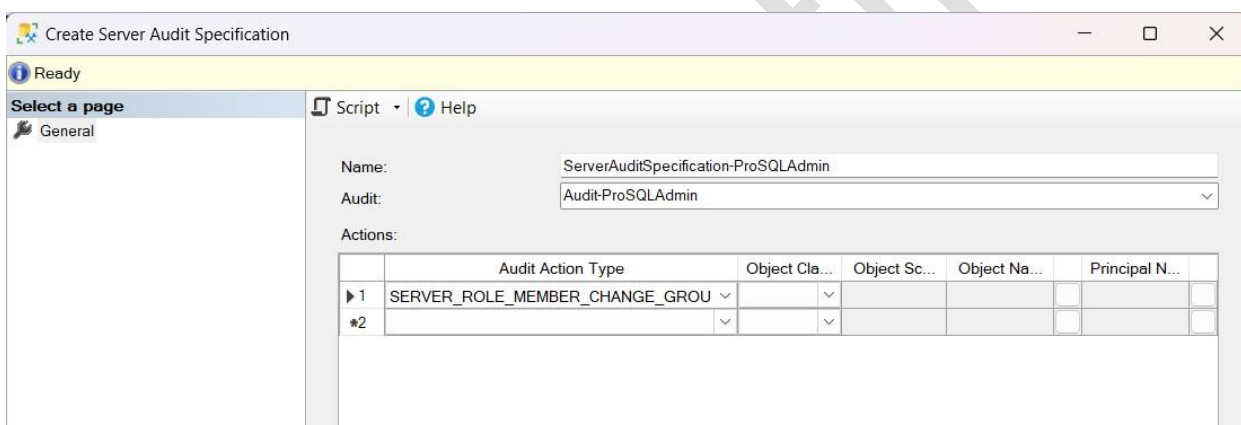 Create Server Audit Specification
Ready
Select a page
General
Script Help
Name: ServerAuditSpecification-ProSQLAdmin
Audit: Audit-ProSQLAdmin
Actions:
Audit Action Type Object Cla... Object Sc... Object Na... Principal N...
1 SERVER_ROLE_MEMBER_CHANGE_GROU
*2